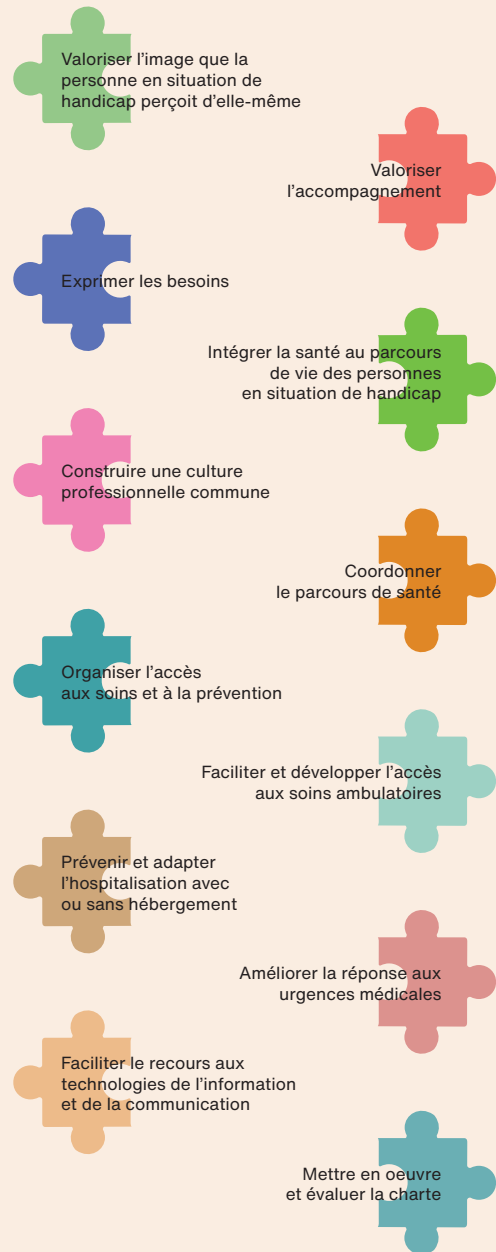 Valoriser l’image que la
personne en situation de
handicap perçoit d’elle-même
Valoriser
l’accompagnement
Exprimer les besoins
Intégrer la santé au parcours
de vie des personnes
en situation de handicap
Construire une culture
professionnelle commune
Coordonner
le parcours de santé
Organiser l’accès
aux soins et à la prévention
Faciliter et développer l’accès
aux soins ambulatoires
Prévenir et adapter
l’hospitalisation avec
ou sans hébergement
Améliorer la réponse aux
urgences médicales
Faciliter le recours aux
technologies de l’information
et de la communication
Mettre en oeuvre
et évaluer la charte